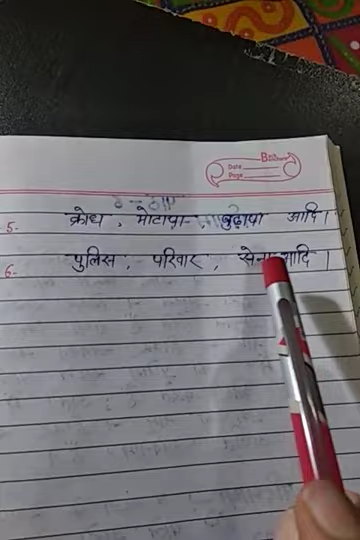 Date
Page
5. क्रोध, मोटापा, बुढ़ापा आदि।
6. पुलिस, परिवार, सेना आदि।